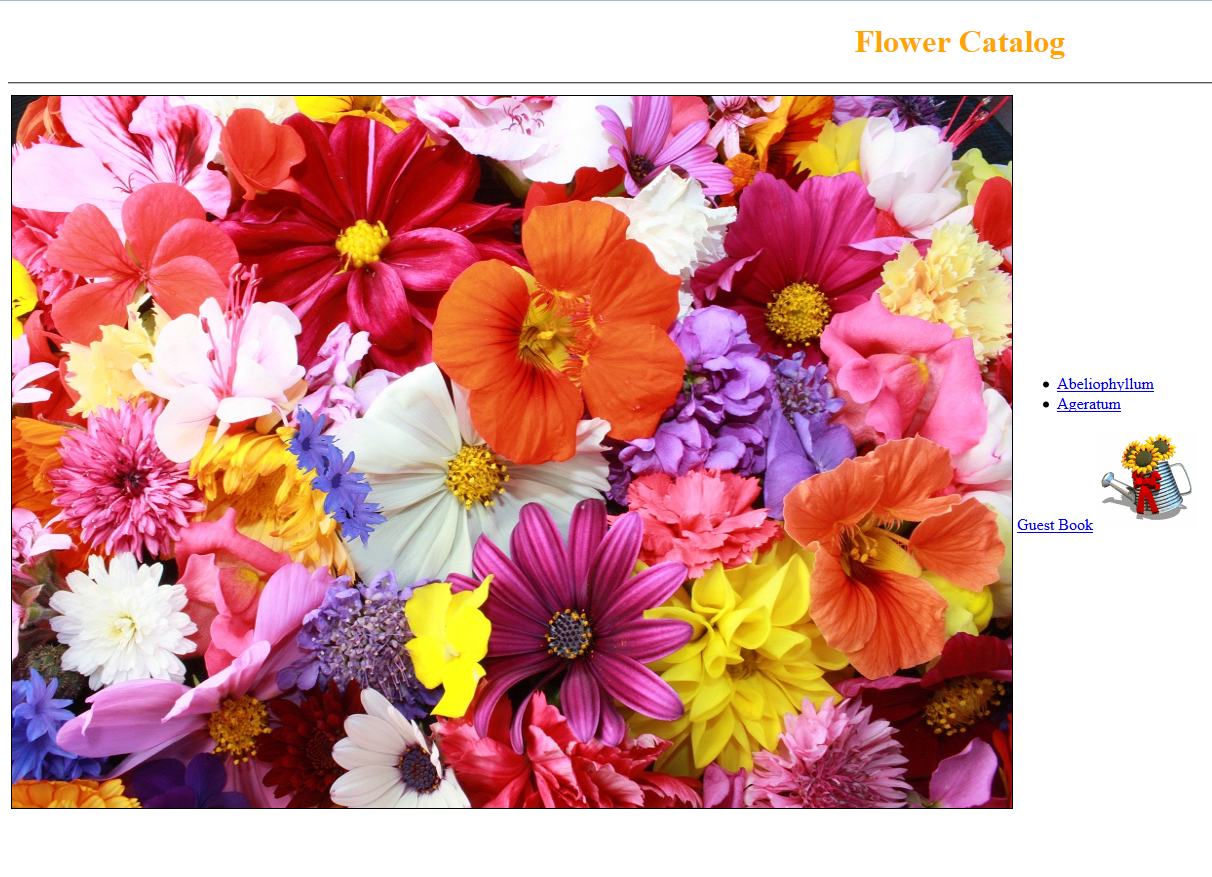 Flower Catalog
Abeliophyllum
Ageratum
Guest Book